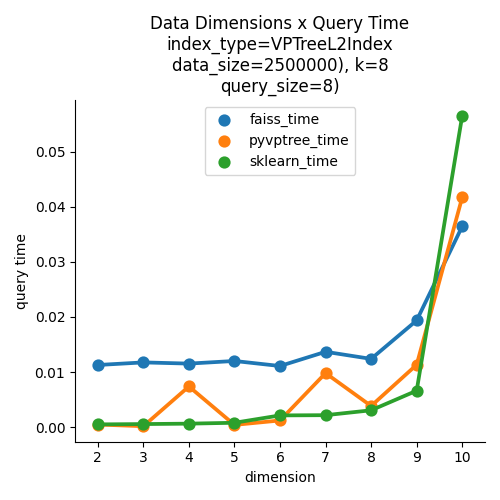 Data Dimensions x Query Time
index_type=VPTreeL2Index
data_size=2500000), k=8
query_size=8)
faiss_time
pyvptree_time
sklearn_time
query time
0.05
0.04
0.03
0.02
0.01
0.00
2 3 4 5 6 7 8 9 10
dimension